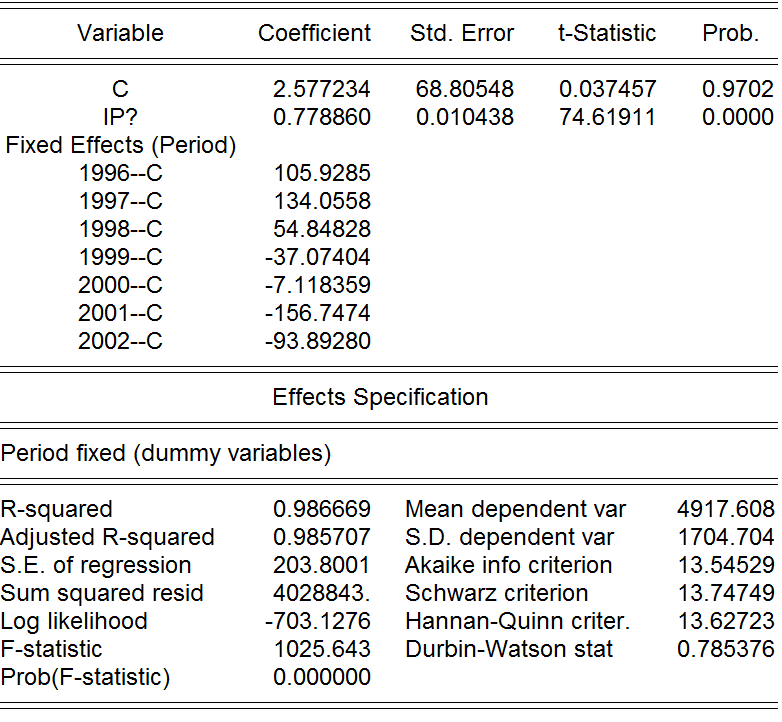 Variable Coefficient Std. Error t-Statistic Prob.
C 2.577234 68.80548 0.037457 0.9702
IP? 0.778860 0.010438 74.61911 0.0000
Fixed Effects (Period)
1996--C 105.9285
1997--C 134.0558
1998--C 54.84828
1999--C -37.07404
2000--C -7.118359
2001--C -156.7474
2002--C -93.89280
Effects Specification
Period fixed (dummy variables)
R-squared 0.986669 Mean dependent var 4917.608
Adjusted R-squared 0.985707 S.D. dependent var 1704.704
S.E. of regression 203.8001 Akaike info criterion 13.54529
Sum squared resid 4028843. Schwarz criterion 13.74749
Log likelihood -703.1276 Hannan-Quinn criter. 13.62723
F-statistic 1025.643 Durbin-Watson stat 0.785376
Prob(F-statistic) 0.000000